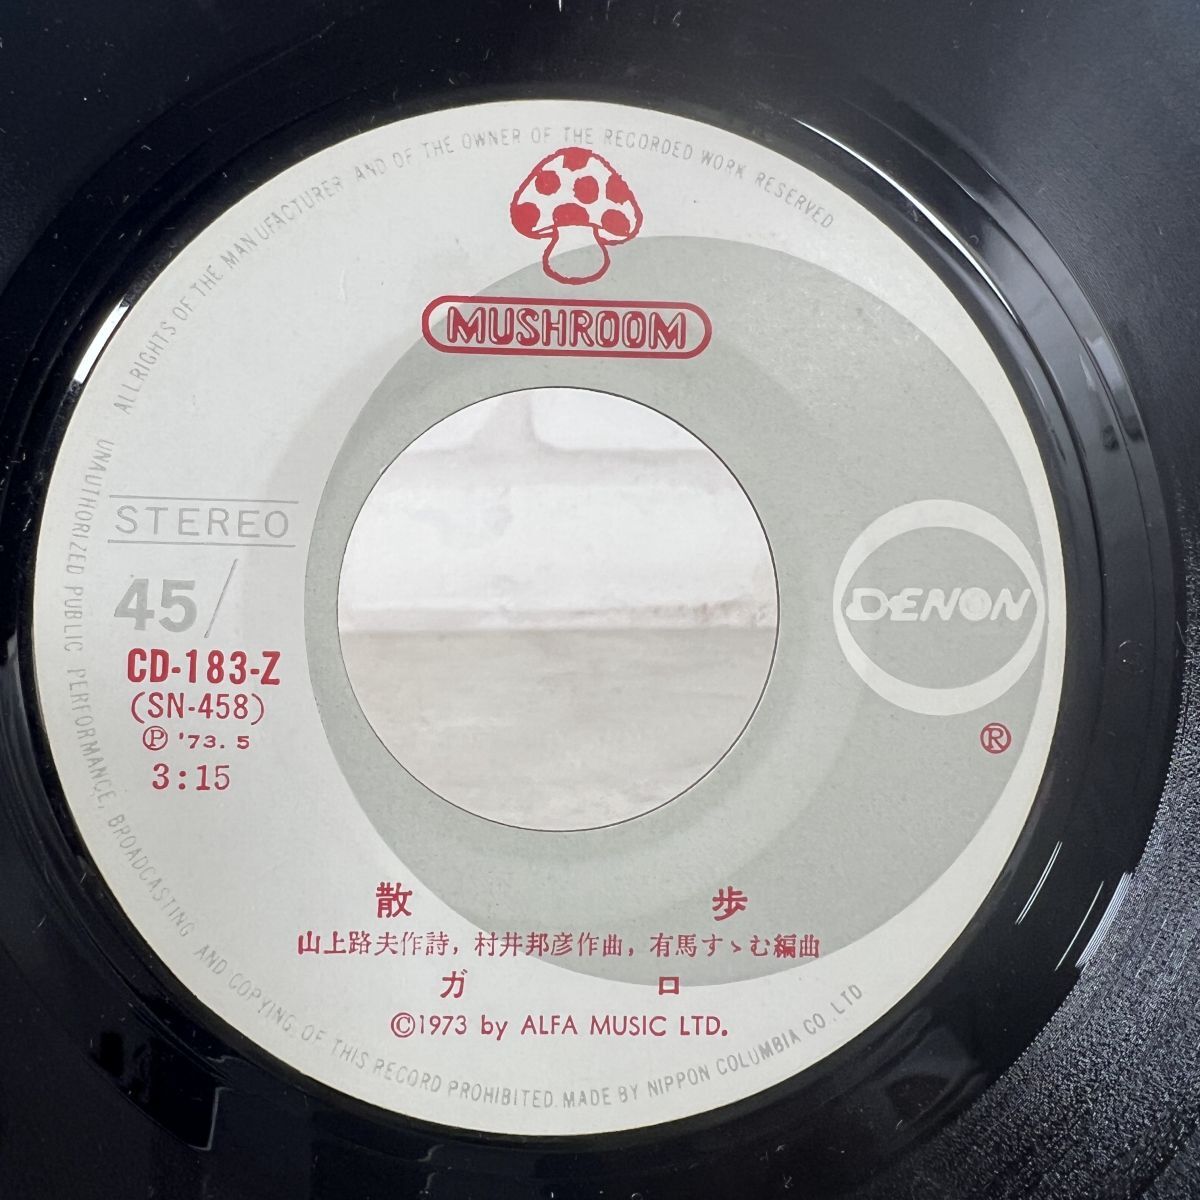 ALL RIGHTS OF THE MANUFACTURER AND OF THE OWNER OF THE RECORDED WORK RESERVED
MUSHROOM
STEREO
45/
DENON
CD-183-Z
(SN-458)
Ⓟ '73.5
3:15
®
散 歩
山上路夫作詩, 村井邦彦作曲, 有馬すゝむ編曲
ガ ロ
©1973 by ALFA MUSIC LTD.
UNAUTHORIZED PUBLIC PERFORMANCE, BROADCASTING AND COPYING OF THIS RECORD PROHIBITED. MADE BY NIPPON COLUMBIA CO. LTD